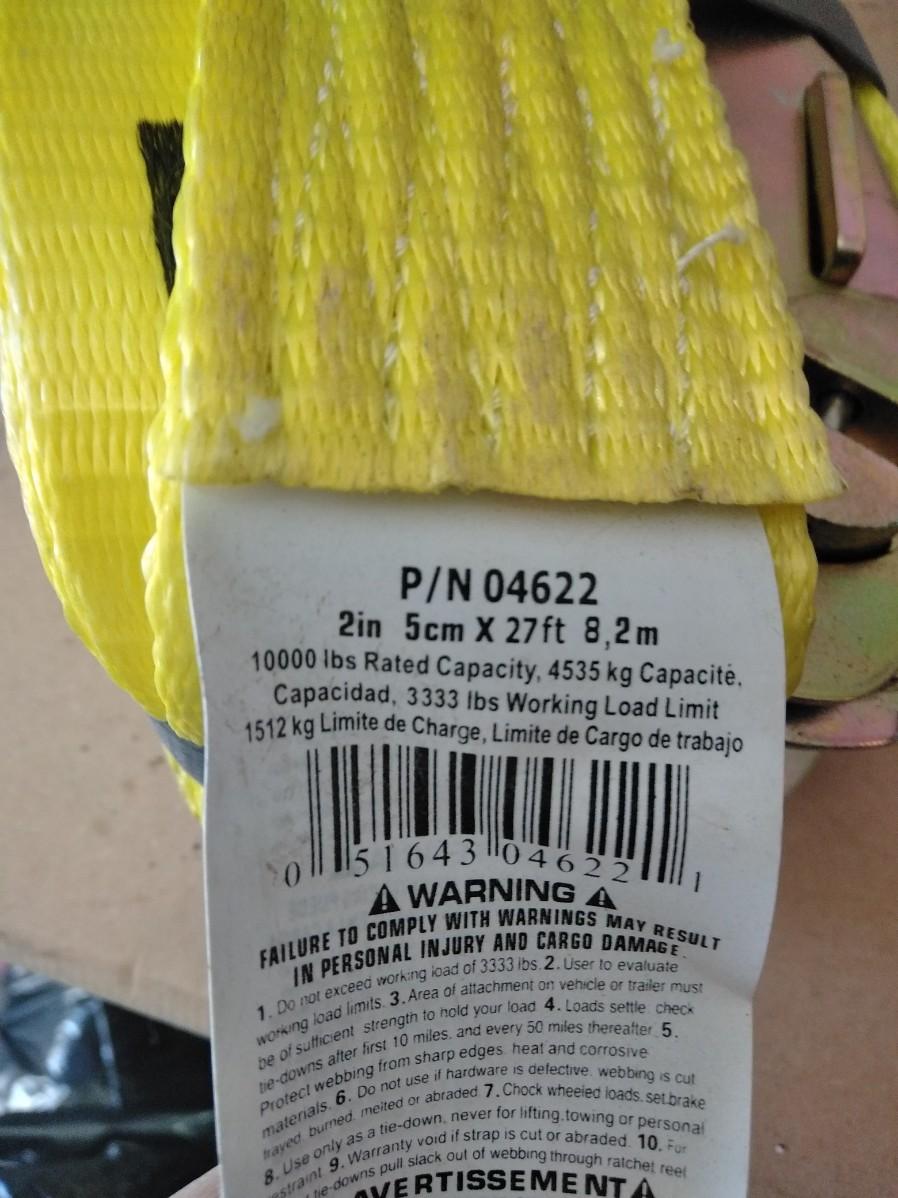 P/N 04622
2in 5cm X 27ft 8,2m
10000 lbs Rated Capacity, 4535 kg Capacité,
Capacidad, 3333 lbs Working Load Limit
1512 kg Limite de Charge, Limite de Cargo de trabajo
0 51643 04622 1
WARNING
FAILURE TO COMPLY WITH WARNINGS MAY RESULT
IN PERSONAL INJURY AND CARGO DAMAGE.
1. Do not exceed working load of 3333 lbs. 2. User to evaluate
working load limits. 3. Area of attachment on vehicle or trailer must
be of sufficient strength to hold your load 4. Loads settle. check
tie-downs after first 10 miles, and every 50 miles thereafter. 5.
Protect webbing from sharp edges, heat and corrosive
materials. 6. Do not use if hardware is defective, webbing is cut
frayed, burned, melted or abraded 7. Chock wheeled loads, set brake
8. Use only as a tie-down, never for lifting, towing or personal
restraint 9. Warranty void if strap is cut or abraded. 10. For
tie-downs pull slack out of webbing through ratchet reel
AVERTISSEMENT